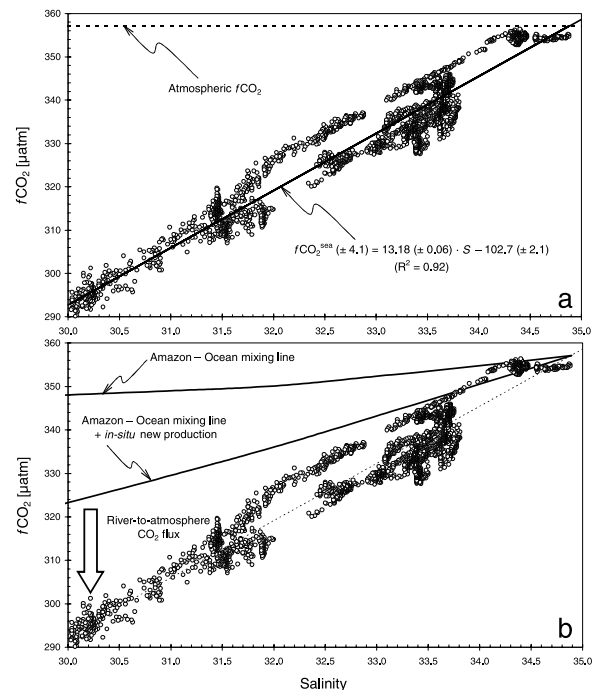 360
350
340
330
320
310
300
290
fCO₂ [µatm]
Atmospheric fCO₂
fCO₂ˢᵉᵃ (± 4.1) = 13.18 (± 0.06) · S – 102.7 (± 2.1)
(R² = 0.92)
a
30.0 30.5 31.0 31.5 32.0 32.5 33.0 33.5 34.0 34.5 35.0
360
350
340
330
320
310
300
290
fCO₂ [µatm]
Amazon – Ocean mixing line
Amazon – Ocean mixing line
+ in-situ new production
River-to-atmosphere
CO₂ flux
b
30.0 30.5 31.0 31.5 32.0 32.5 33.0 33.5 34.0 34.5 35.0
Salinity